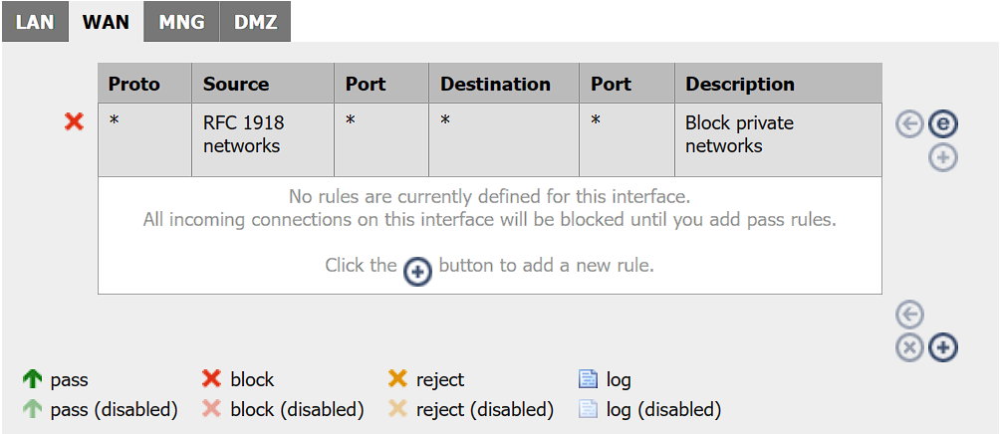 LAN WAN MNG DMZ
Proto Source Port Destination Port Description
* RFC 1918 * * * Block private
networks networks
e
No rules are currently defined for this interface.
All incoming connections on this interface will be blocked until you add pass rules.
Click the + button to add a new rule.
pass block reject log
pass (disabled) block (disabled) reject (disabled) log (disabled)